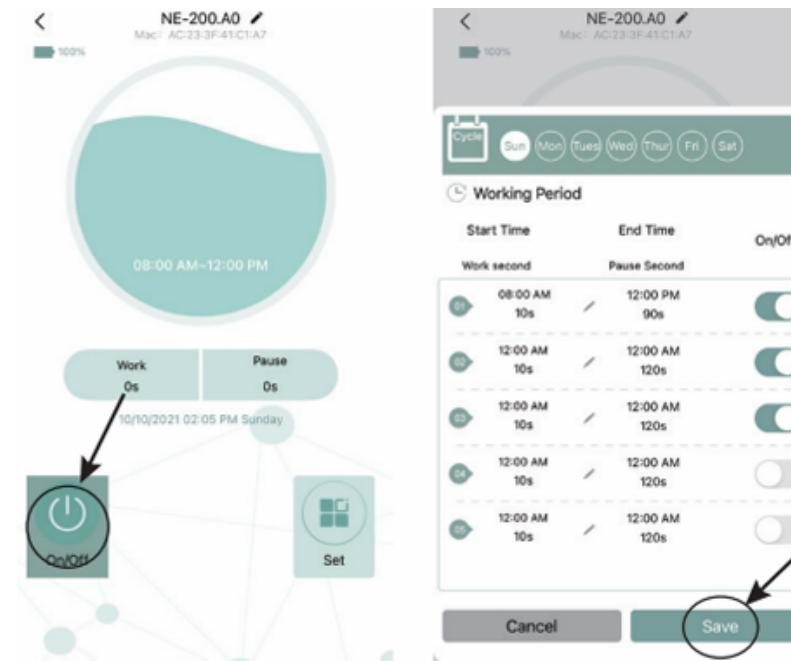 NE-200.A0
Mac: AC:23:3F:41:C1:A7
100%
08:00 AM~12:00 PM
Work Pause
0s 0s
10/10/2021 02:05 PM Sunday
On/Off
Set
NE-200.A0
Mac: AC:23:3F:41:C1:A7
100%
Cycle Sun Mon Tues Wed Thur Fri Sat
Working Period
Start Time End Time On/Of
Work second Pause Second
01 08:00 AM 12:00 PM
10s 90s
02 12:00 AM 12:00 AM
10s 120s
03 12:00 AM 12:00 AM
10s 120s
04 12:00 AM 12:00 AM
10s 120s
05 12:00 AM 12:00 AM
10s 120s
Cancel Save